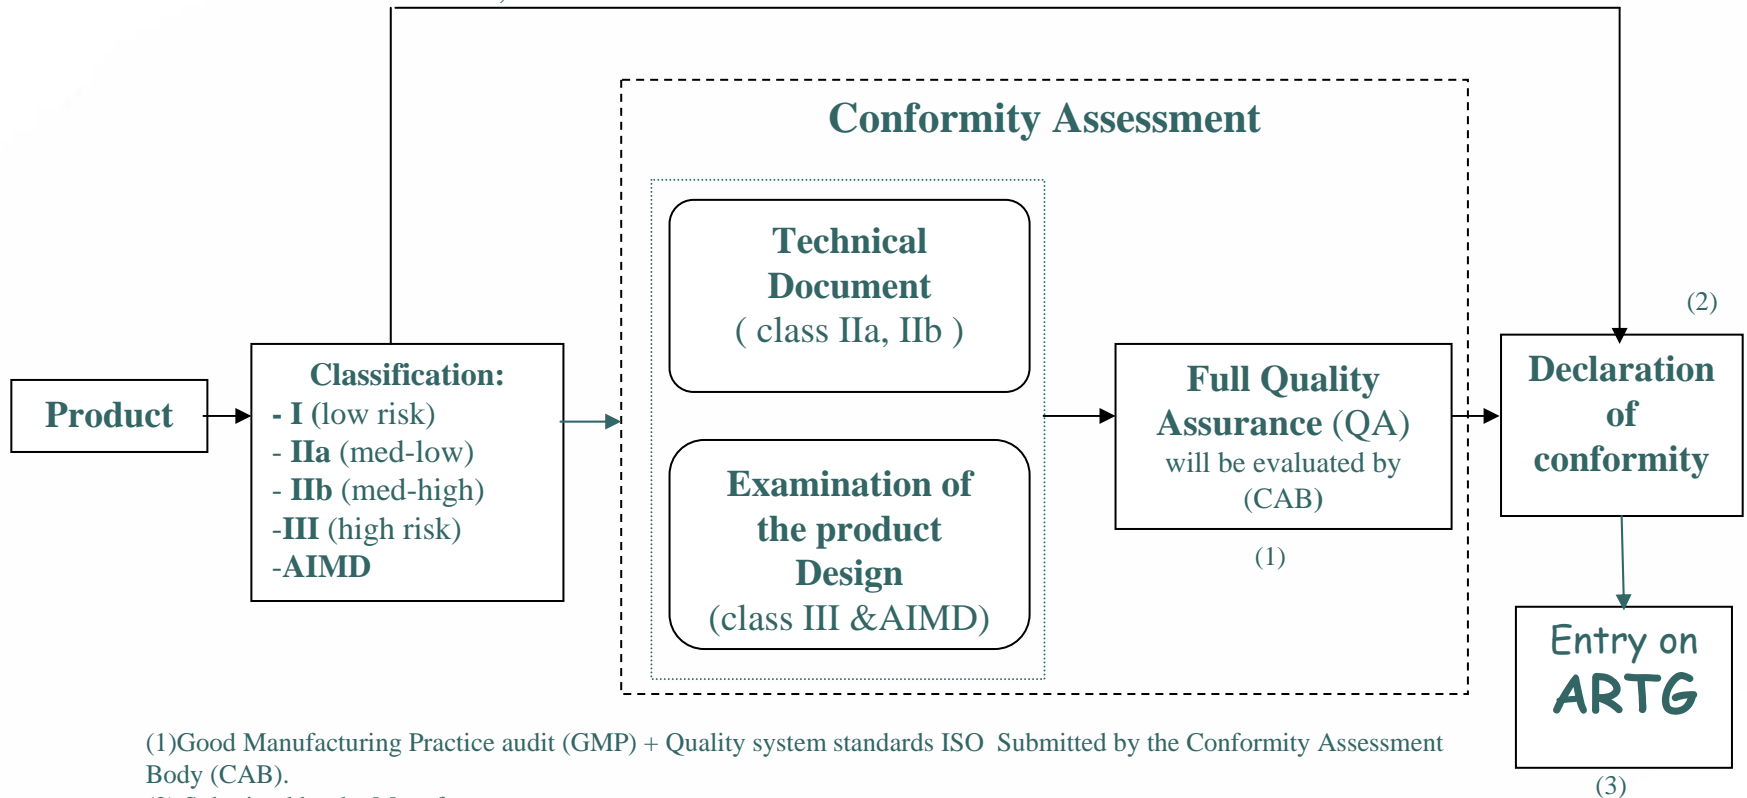 Conformity Assessment
Technical
Document
( class IIa, IIb )
(2)
Product
Classification:
- I (low risk)
- IIa (med-low)
- IIb (med-high)
-III (high risk)
-AIMD
Examination of
the product
Design
(class III &AIMD)
Full Quality
Assurance (QA)
will be evaluated by
(CAB)
(1)
Declaration
of
conformity
Entry on
ARTG
(3)
(1)Good Manufacturing Practice audit (GMP) + Quality system standards ISO  Submitted by the Conformity Assessment
Body (CAB).